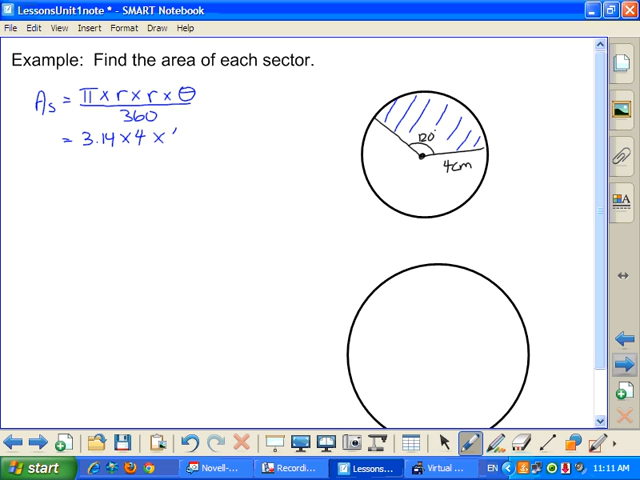 LessonsUnit1note * - SMART Notebook
File Edit View Insert Format Draw Help
Example: Find the area of each sector.
As = π × r × r × θ
360
= 3.14 × 4 ×
120°
4cm
start
Novell-...
Recordi...
Lessons...
Virtual ...
EN
11:11 AM